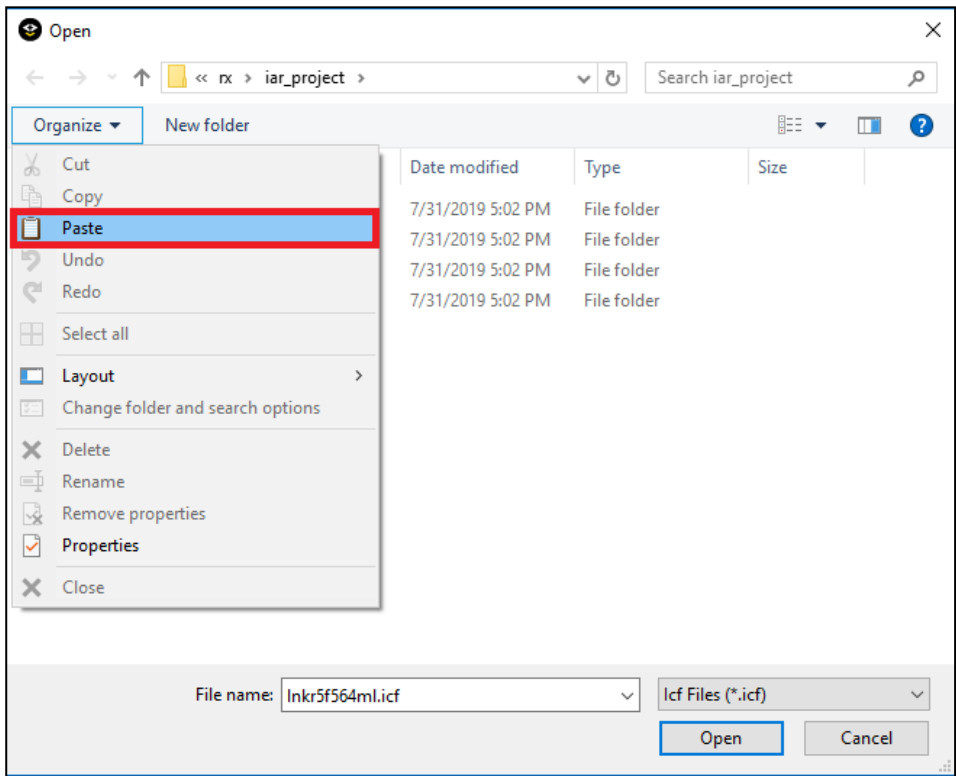 Open
« rx > iar_project >
Search iar_project
Organize
New folder
Date modified
Type
Size
7/31/2019 5:02 PM File folder
7/31/2019 5:02 PM File folder
7/31/2019 5:02 PM File folder
7/31/2019 5:02 PM File folder
Cut
Copy
Paste
Undo
Redo
Select all
Layout
Change folder and search options
Delete
Rename
Remove properties
Properties
Close
File name: lnkr5f564ml.icf
Icf Files (*.icf)
Open
Cancel